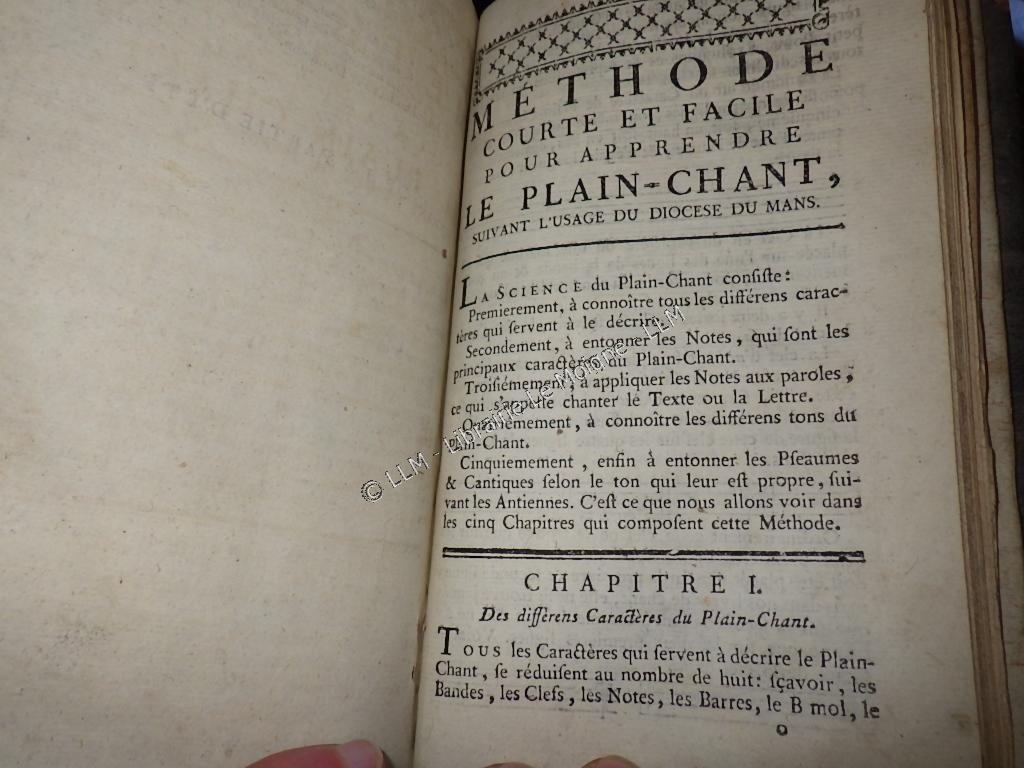 MÉTHODE
COURTE ET FACILE
POUR APPRENDRE
LE PLAIN-CHANT,
SUIVANT L'USAGE DU DIOCESE DU MANS.
LA SCIENCE du Plain-Chant consiste:
Premierement, à connoître tous les différens carac-
tères qui servent à le décrire.
Secondement, à entonner les Notes, qui sont les
principaux caractères du Plain-Chant.
Troisiémement, à appliquer les Notes aux paroles,
ce qui s'appelle chanter le Texte ou la Lettre.
Quatriémement, à connoître les différens tons du
Plain-Chant.
Cinquiemement, enfin à entonner les Pseaumes
& Cantiques selon le ton qui leur est propre, sui-
vant les Antiennes. C'est ce que nous allons voir dans
les cinq Chapitres qui composent cette Méthode.
CHAPITRE I.
Des différens Caractères du Plain-Chant.
TOUS les Caractères qui servent à décrire le Plain-
Chant, se réduisent au nombre de huit: sçavoir, les
Bandes, les Clefs, les Notes, les Barres, le B mol, le
o
© LLM - Librairie Le Moigne - LLM